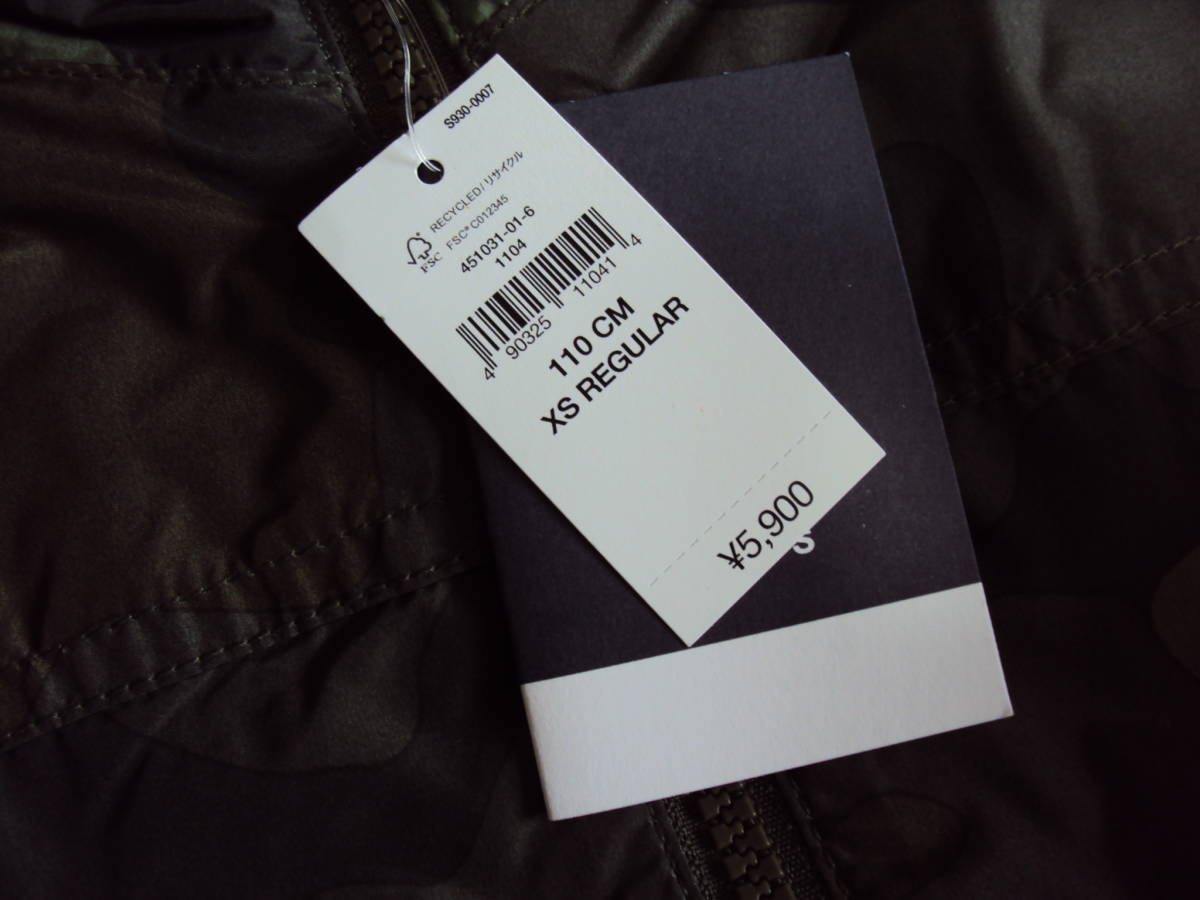 S930-0007
RECYCLED/リサイクル
FSC® C012345
FSC
451031-01-6
1104
4 90325 11041 4
110 CM
XS REGULAR
¥5,900
S